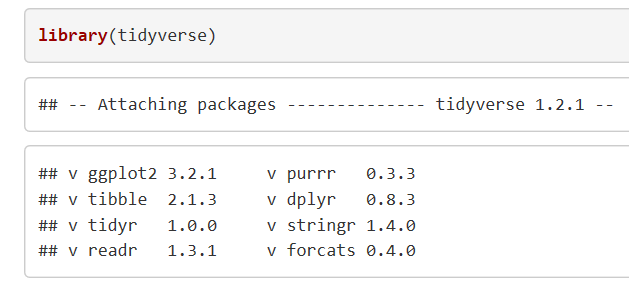 library(tidyverse)
## -- Attaching packages -------------- tidyverse 1.2.1 --
## v ggplot2 3.2.1     v purrr   0.3.3
## v tibble  2.1.3     v dplyr   0.8.3
## v tidyr   1.0.0     v stringr 1.4.0
## v readr   1.3.1     v forcats 0.4.0